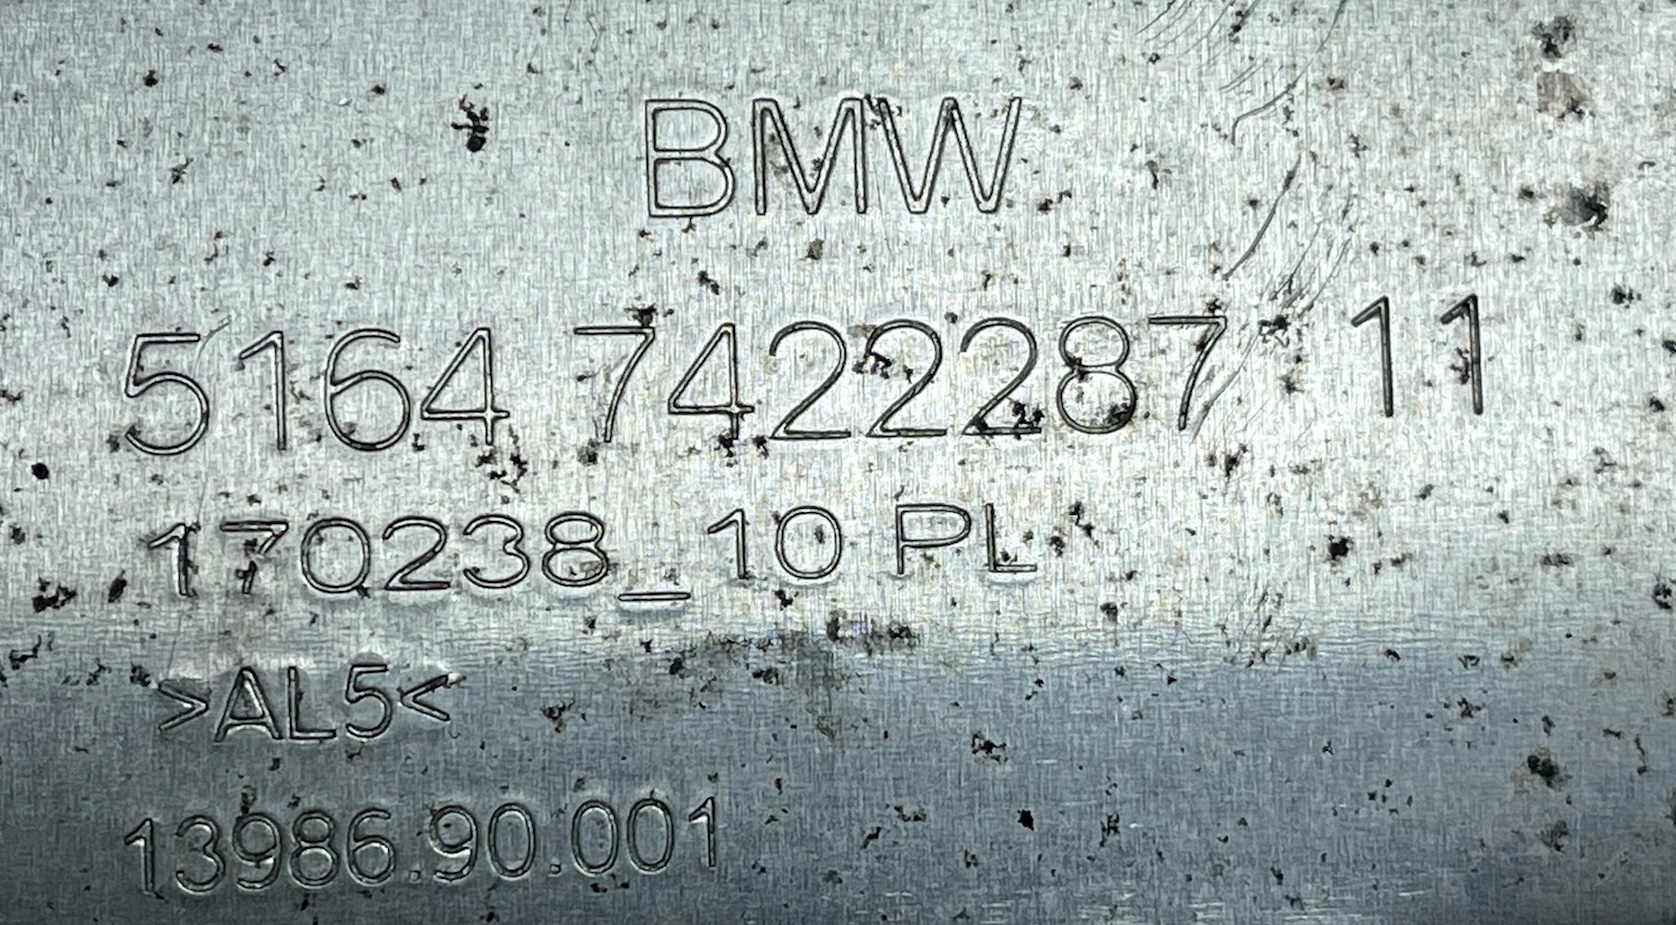 BMW
5164 7422287 11
170238_10 PL
>AL5<
13986.90.001